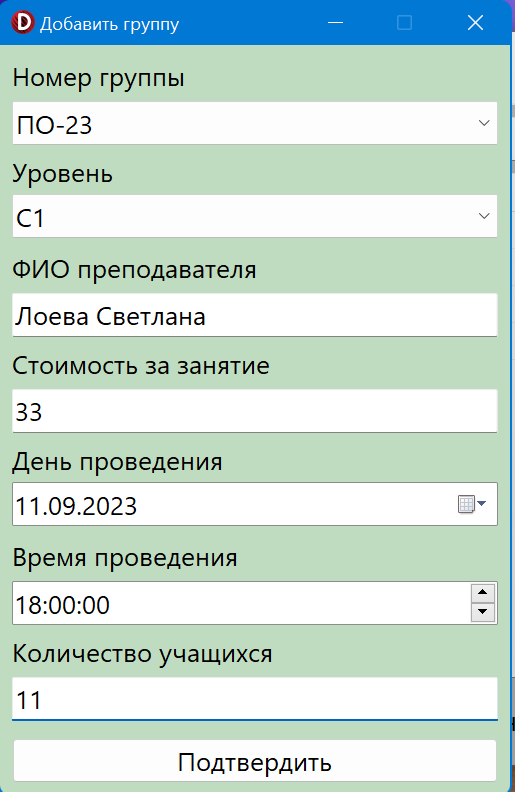 Добавить группу
Номер группы
ПО-23
Уровень
C1
ФИО преподавателя
Лоева Светлана
Стоимость за занятие
33
День проведения
11.09.2023
Время проведения
18:00:00
Количество учащихся
11
Подтвердить